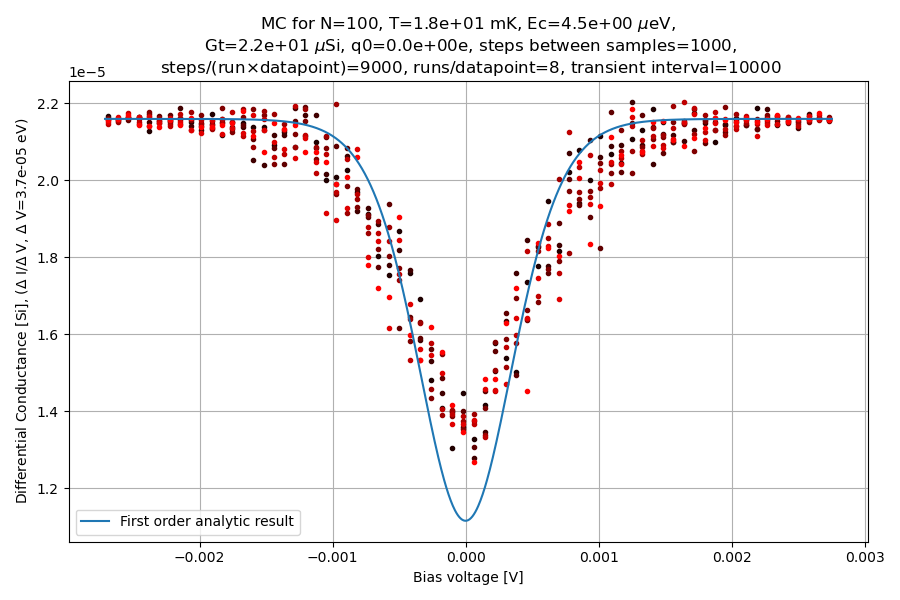 MC for N=100, T=1.8e+01 mK, Ec=4.5e+00 μeV,
Gt=2.2e+01 μSi, q0=0.0e+00e, steps between samples=1000,
steps/(run×datapoint)=9000, runs/datapoint=8, transient interval=10000
1e−5
Differential Conductance [Si], (Δ I/Δ V, Δ V=3.7e-05 eV)
2.2
2.0
1.8
1.6
1.4
1.2
First order analytic result
−0.002 −0.001 0.000 0.001 0.002 0.003
Bias voltage [V]